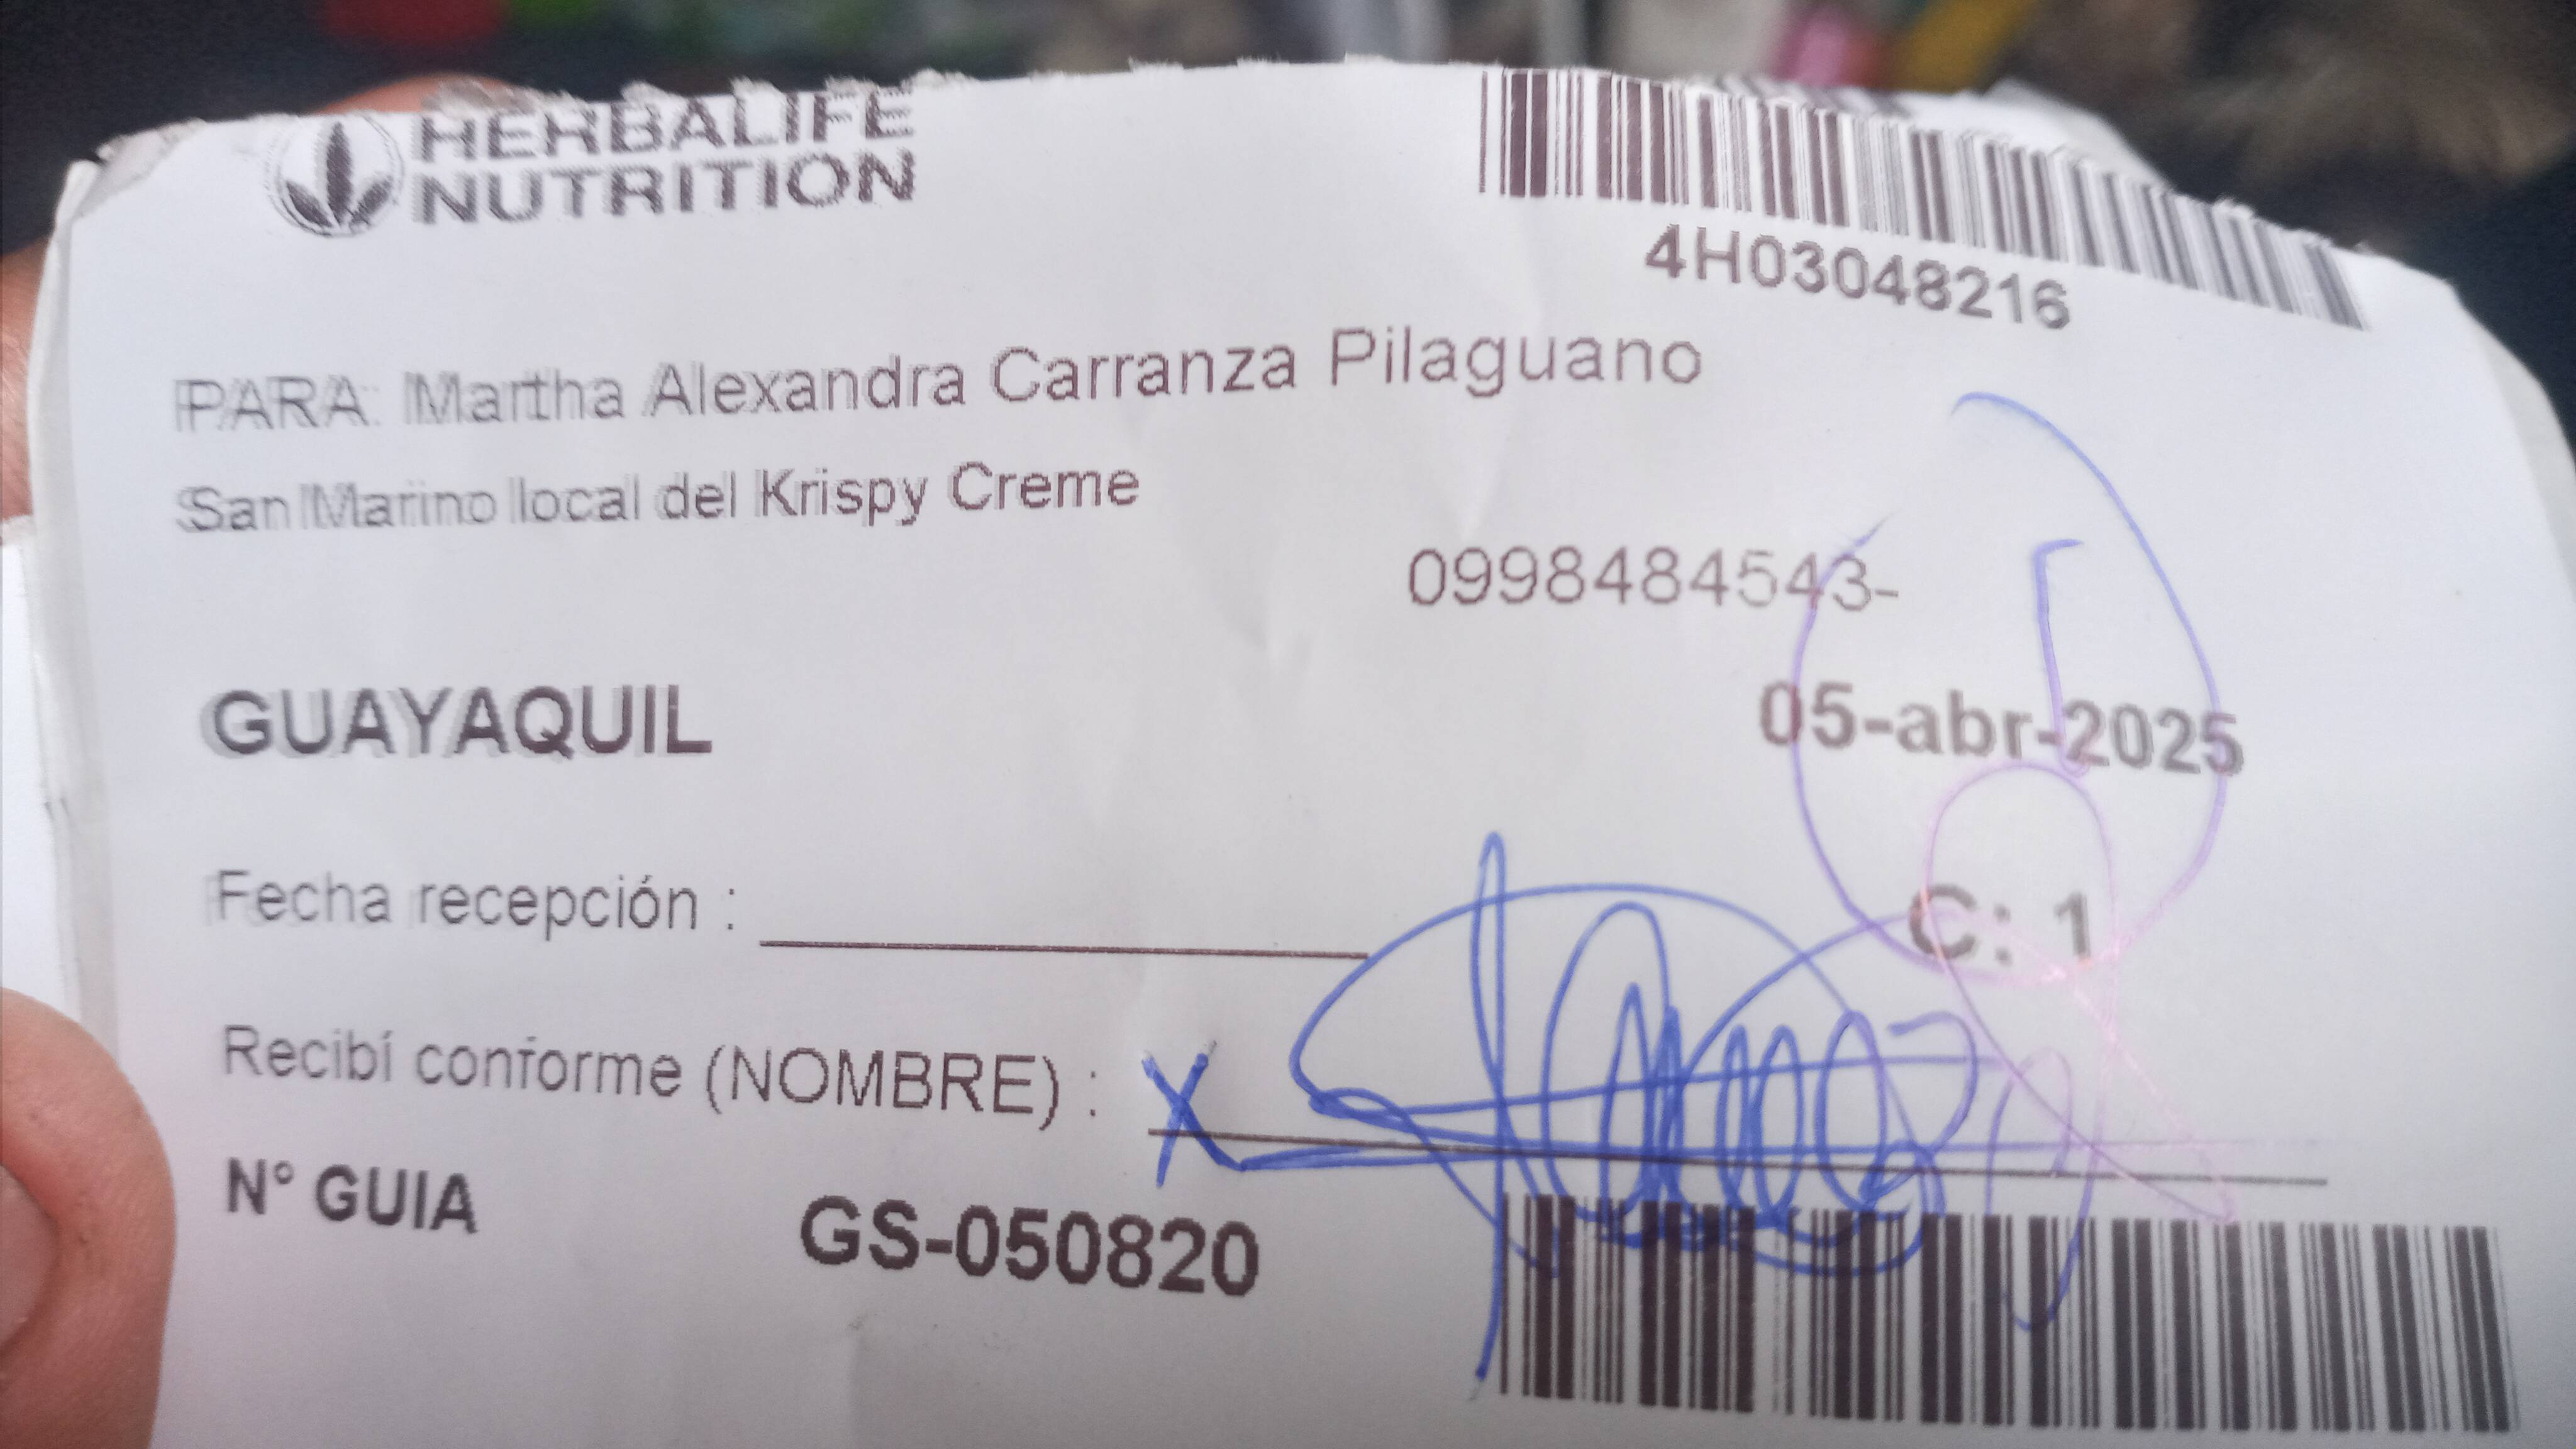 HERBALIFE
NUTRITION
4H03048216
PARA: Martha Alexandra Carranza Pilaguano
San Marino local del Krispy Creme
0998484543-
GUAYAQUIL
05-abr-2025
C: 1
Fecha recepción :
Recibí conforme (NOMBRE) : X
N° GUIA
GS-050820